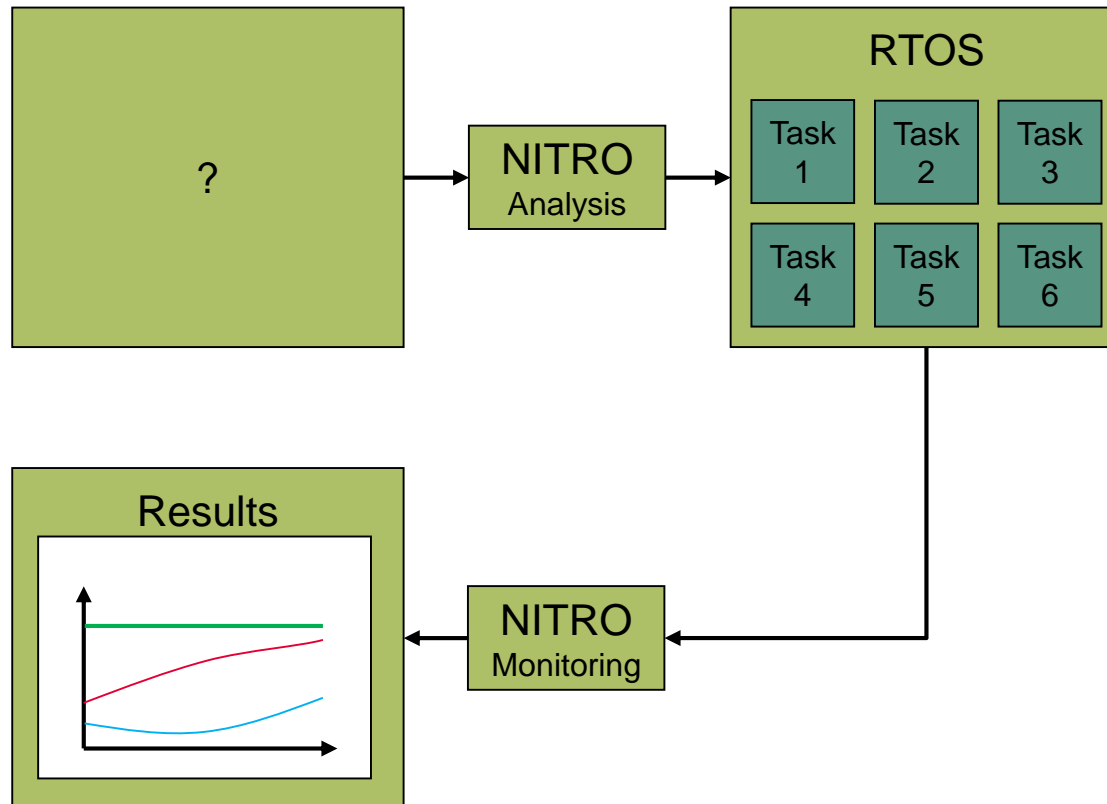 ?
NITRO
Analysis
RTOS
Task
1
Task
2
Task
3
Task
4
Task
5
Task
6
Results
NITRO
Monitoring